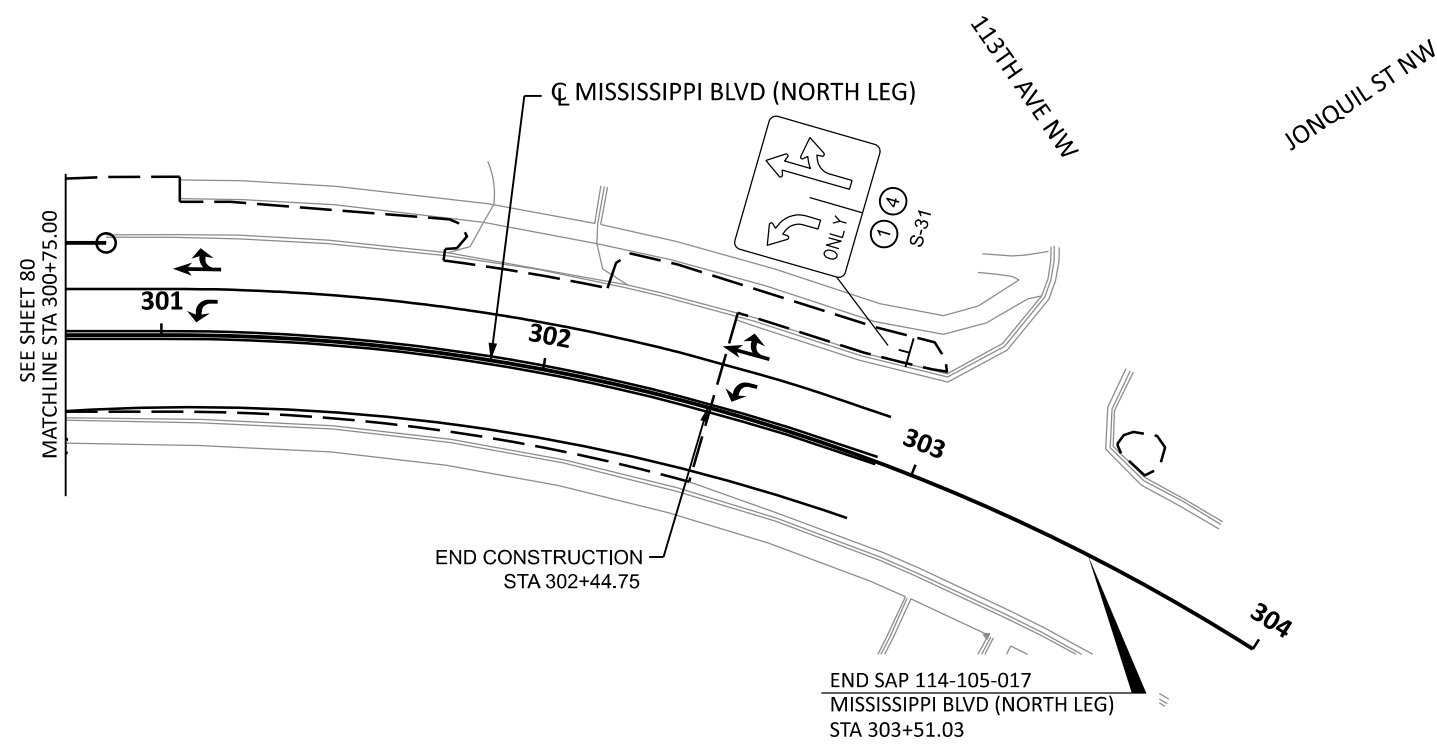 113TH AVE NW
JONQUIL ST NW
℄ MISSISSIPPI BLVD (NORTH LEG)
ONLY
1 4
S-31
SEE SHEET 80
MATCHLINE STA 300+75.00
301
302
303
304
END CONSTRUCTION
STA 302+44.75
END SAP 114-105-017
MISSISSIPPI BLVD (NORTH LEG)
STA 303+51.03